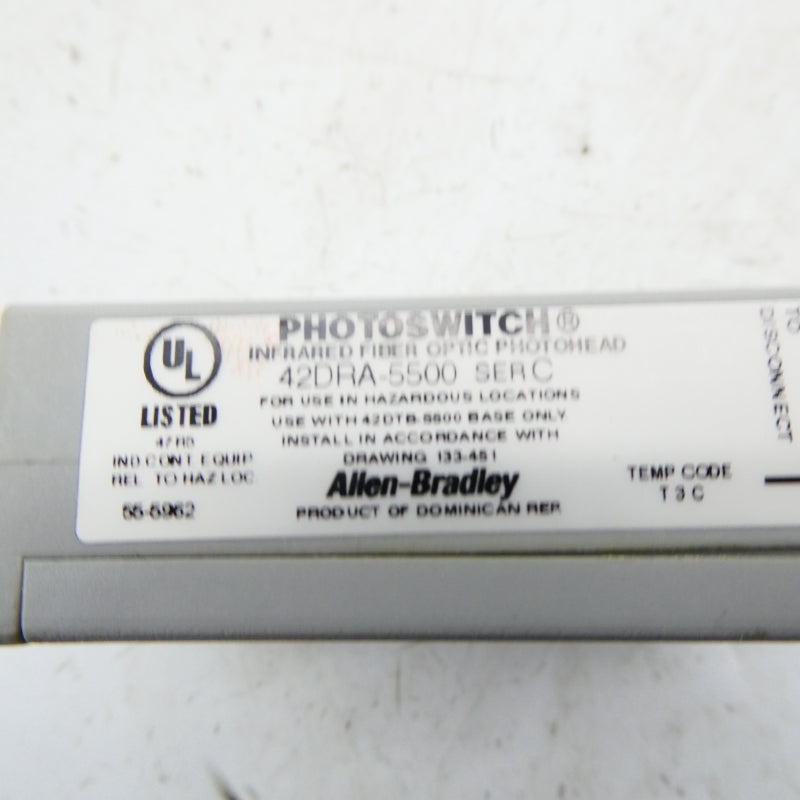 UL
LISTED
IND CONT EQUIP
REL TO HAZ LOC
55-5962
PHOTOSWITCH®
INFRARED FIBER OPTIC PHOTOHEAD
42DRA-5500 SER C
FOR USE IN HAZARDOUS LOCATIONS
USE WITH 42DTB-5500 BASE ONLY
INSTALL IN ACCORDANCE WITH
DRAWING 133-451
Allen-Bradley
PRODUCT OF DOMINICAN REP.
TEMP CODE
T3C
TO
DISCONNECT